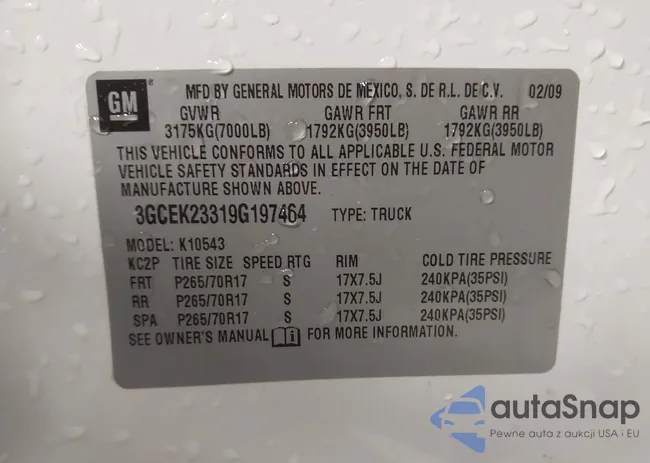 GM
MFD BY GENERAL MOTORS DE MEXICO, S. DE R.L. DE C.V. 02/09
GVWR GAWR FRT GAWR RR
3175KG(7000LB) 1792KG(3950LB) 1792KG(3950LB)
THIS VEHICLE CONFORMS TO ALL APPLICABLE U.S. FEDERAL MOTOR
VEHICLE SAFETY STANDARDS IN EFFECT ON THE DATE OF
MANUFACTURE SHOWN ABOVE.
3GCEK23319G197464 TYPE: TRUCK
MODEL: K10543
KC2P TIRE SIZE SPEED RTG RIM COLD TIRE PRESSURE
FRT P265/70R17 S 17X7.5J 240KPA(35PSI)
RR P265/70R17 S 17X7.5J 240KPA(35PSI)
SPA P265/70R17 S 17X7.5J 240KPA(35PSI)
SEE OWNER'S MANUAL FOR MORE INFORMATION.
autaSnap
Pewne auta z aukcji USA i EU